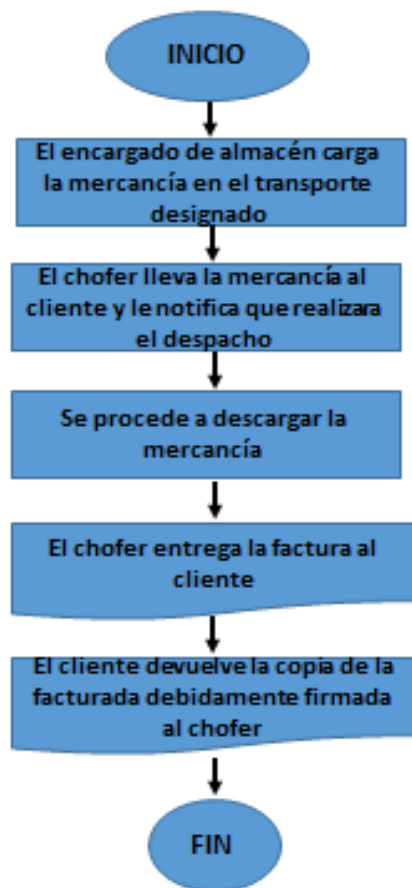 INICIO
El encargado de almacén carga
la mercancía en el transporte
designado
El chofer lleva la mercancía al
cliente y le notifica que realizara
el despacho
Se procede a descargar la
mercancía
El chofer entrega la factura al
cliente
El cliente devuelve la copia de la
facturada debidamente firmada
al chofer
FIN